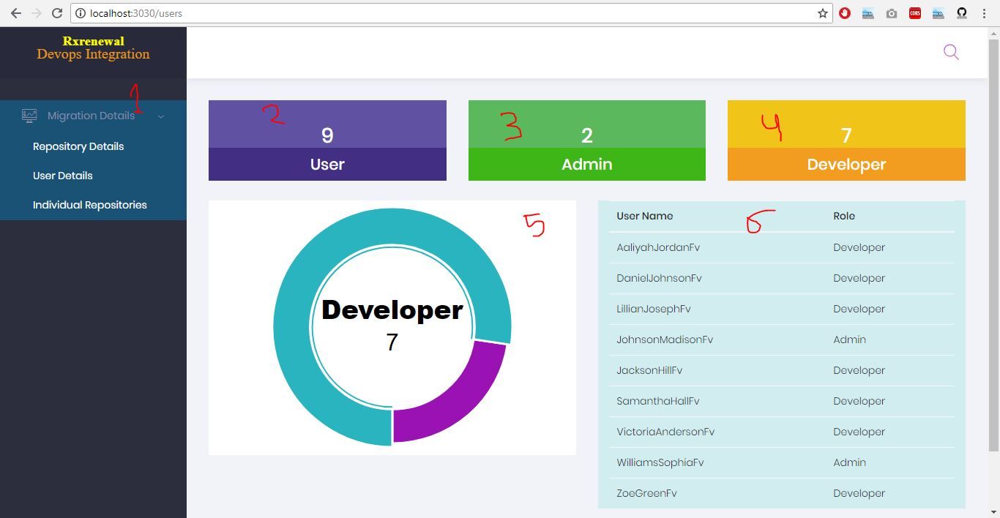 localhost:3030/users
CORS
Rxrenewal
Devops Integration
1
Migration Details
Repository Details
User Details
Individual Repositories
2
9
User
3
2
Admin
4
7
Developer
5
Developer
7
6
User Name Role
AaliyahJordanFv Developer
DanielJohnsonFv Developer
LillianJosephFv Developer
JohnsonMadisonFv Admin
JacksonHillFv Developer
SamanthaHallFv Developer
VictoriaAndersonFv Developer
WilliamsSophiaFv Admin
ZoeGreenFv Developer